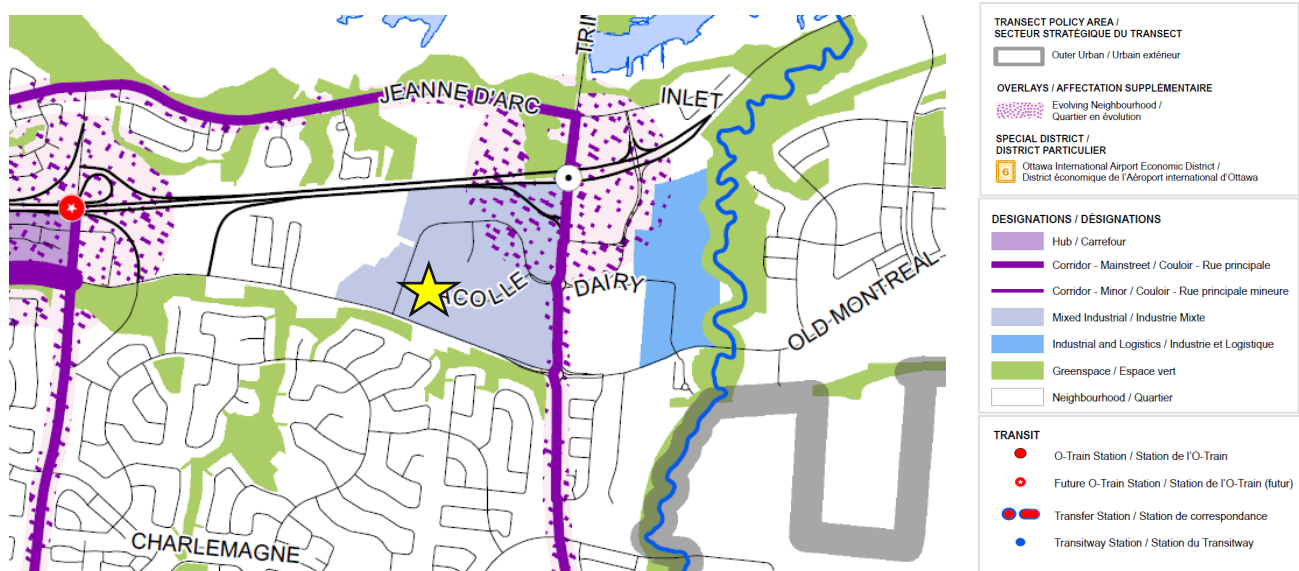 TRIM
JEANNE D'ARC
INLET
ICOLLE
DAIRY
OLD MONTREAL
CHARLEMAGNE
TRANSECT POLICY AREA /
SECTEUR STRATÉGIQUE DU TRANSECT
Outer Urban / Urbain extérieur
OVERLAYS / AFFECTATION SUPPLÉMENTAIRE
Evolving Neighbourhood /
Quartier en évolution
SPECIAL DISTRICT /
DISTRICT PARTICULIER
6
Ottawa International Airport Economic District /
District économique de l'Aéroport international d'Ottawa
DESIGNATIONS / DÉSIGNATIONS
Hub / Carrefour
Corridor - Mainstreet / Couloir - Rue principale
Corridor - Minor / Couloir - Rue principale mineure
Mixed Industrial / Industrie Mixte
Industrial and Logistics / Industrie et Logistique
Greenspace / Espace vert
Neighbourhood / Quartier
TRANSIT
O-Train Station / Station de l'O-Train
Future O-Train Station / Station de l'O-Train (futur)
Transfer Station / Station de correspondance
Transitway Station / Station du Transitway